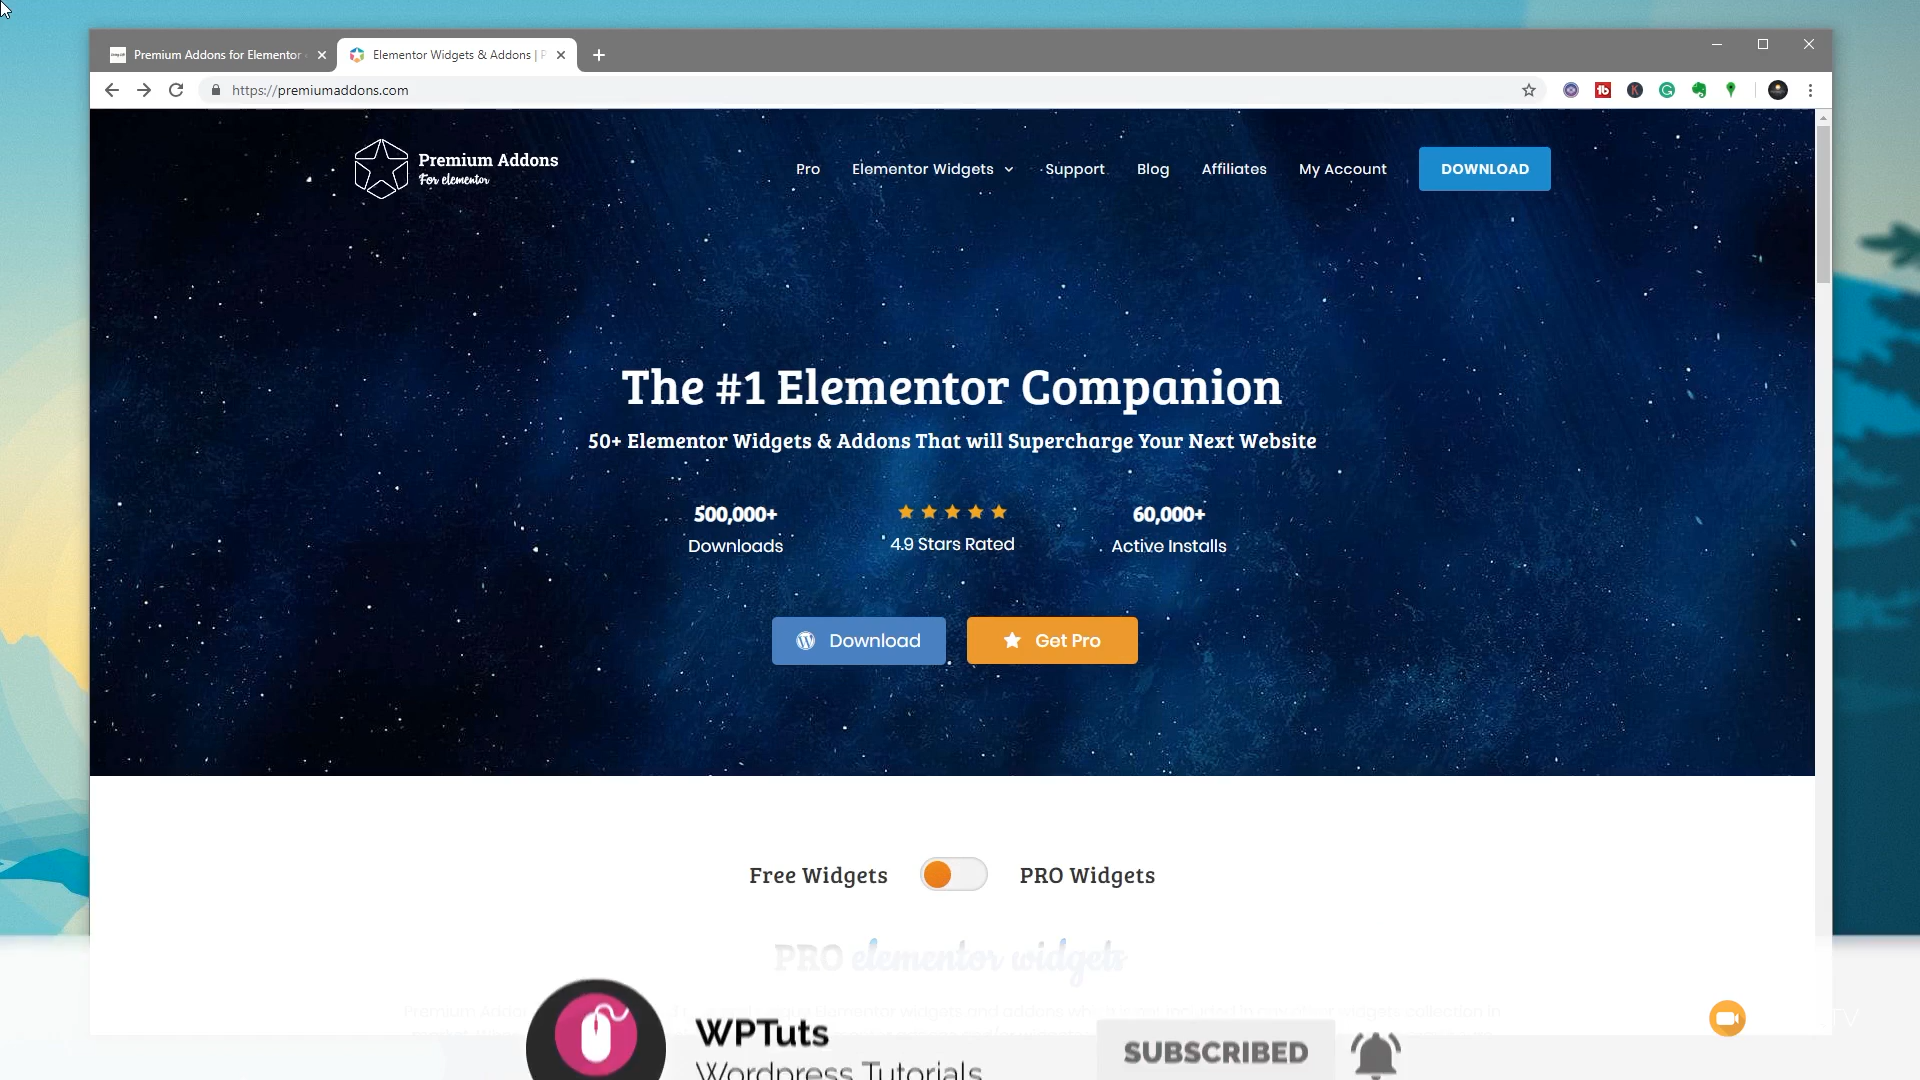 Premium Addons for Elementor
Elementor Widgets & Addons | P
https://premiumaddons.com
Premium Addons
For elementor
Pro
Elementor Widgets
Support
Blog
Affiliates
My Account
DOWNLOAD
The #1 Elementor Companion
50+ Elementor Widgets & Addons That will Supercharge Your Next Website
500,000+
Downloads
4.9 Stars Rated
60,000+
Active Installs
Download
Get Pro
Free Widgets
PRO Widgets
PRO elementor widgets
WPTuts
Wordpress Tutorials
SUBSCRIBED